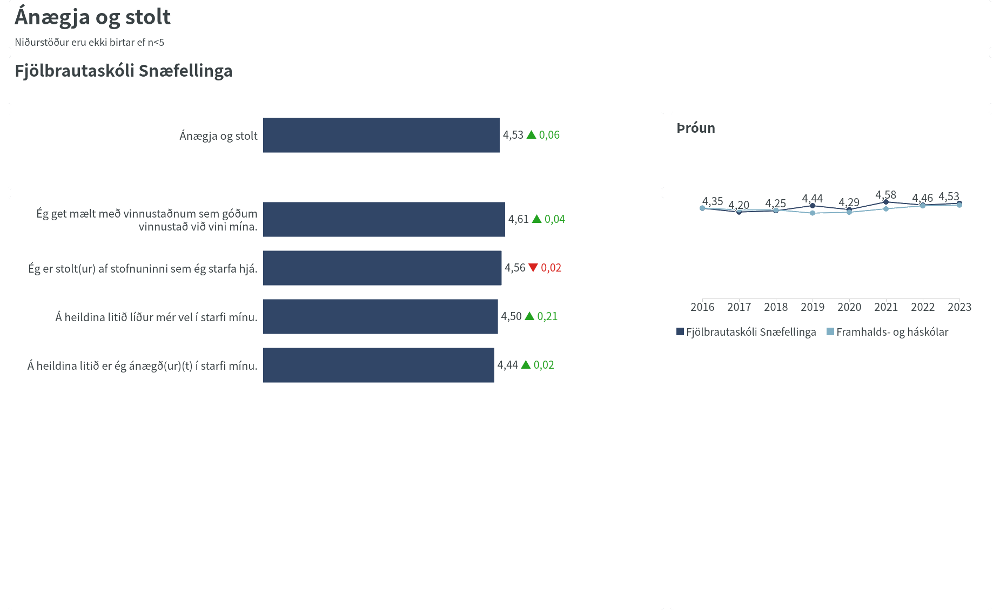 Ánægja og stolt
Niðurstöður eru ekki birtar ef n<5
Fjölbrautaskóli Snæfellinga
Ánægja og stolt
4,53 ▲ 0,06
Ég get mælt með vinnustaðnum sem góðum
vinnustað við vini mína.
4,61 ▲ 0,04
Ég er stolt(ur) af stofnuninni sem ég starfa hjá.
4,56 ▼ 0,02
Á heildina litið líður mér vel í starfi mínu.
4,50 ▲ 0,21
Á heildina litið er ég ánægð(ur)(t) í starfi mínu.
4,44 ▲ 0,02
Þróun
4,35 4,20 4,25 4,44 4,29 4,58 4,46 4,53
2016 2017 2018 2019 2020 2021 2022 2023
Fjölbrautaskóli Snæfellinga Framhalds- og háskólar